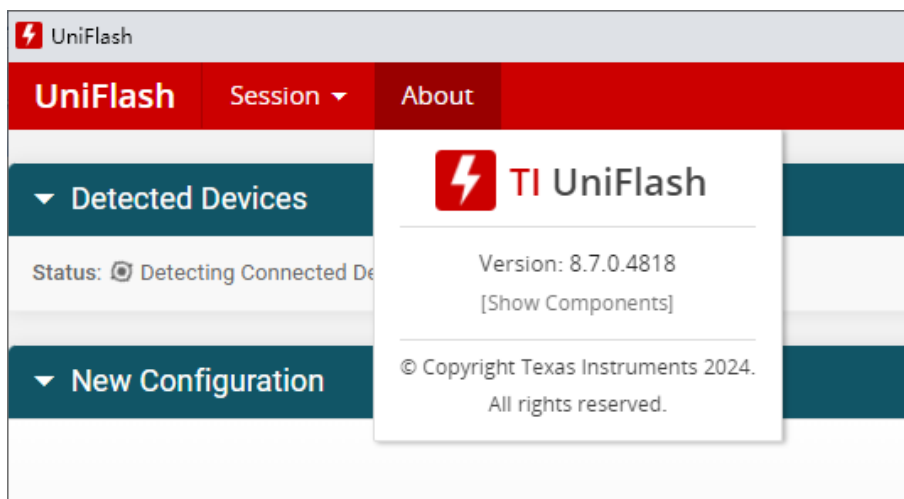 UniFlash
UniFlash Session About
TI UniFlash
Detected Devices
Version: 8.7.0.4818
Status: Detecting Connected
[Show Components]
© Copyright Texas Instruments 2024.
New Configuration
All rights reserved.